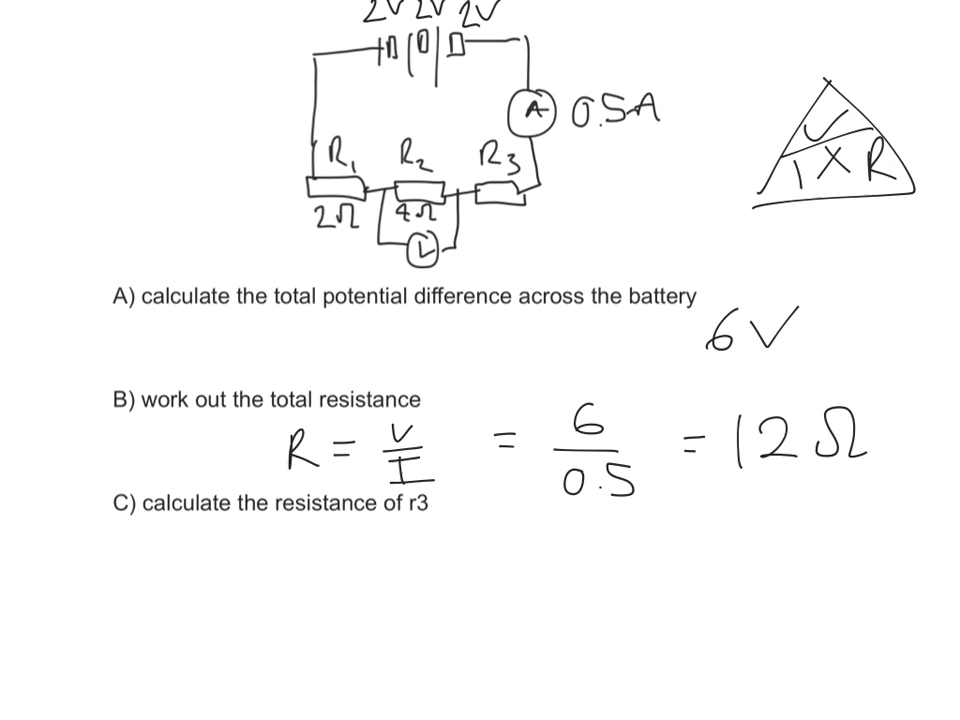 2V 2V 2V
A 0.5A
R1 R2 R3
2Ω 4Ω
V
I X R
A) calculate the total potential difference across the battery
6V
B) work out the total resistance
R = V/I = 6/0.5 = 12Ω
C) calculate the resistance of r3